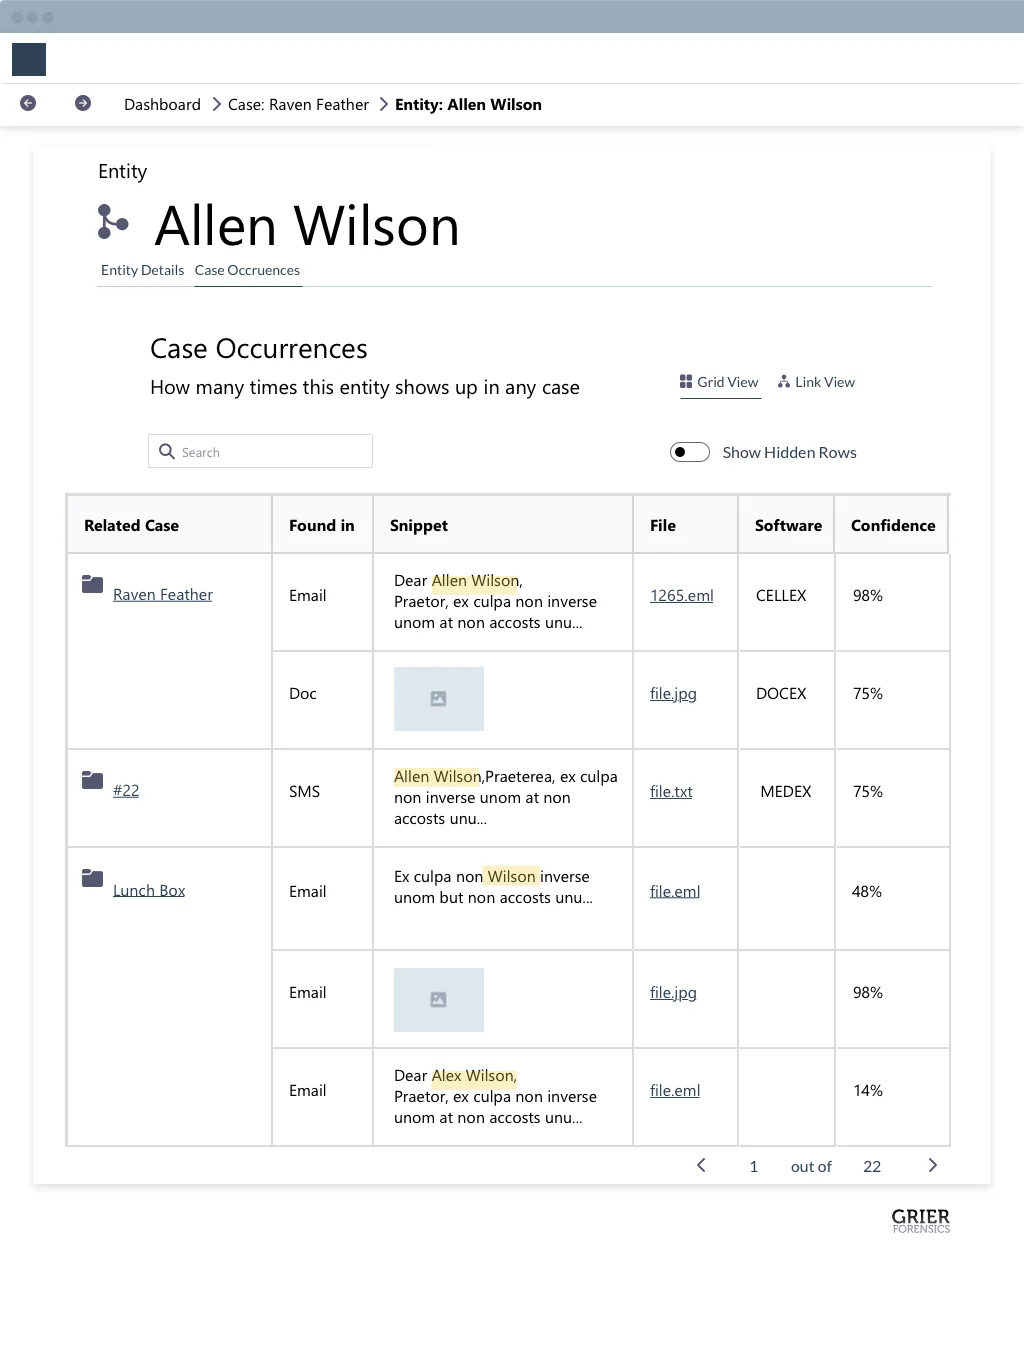 Dashboard > Case: Raven Feather > Entity: Allen Wilson
Entity
Allen Wilson
Entity Details Case Occruences
Case Occurrences
How many times this entity shows up in any case
Grid View Link View
Search
Show Hidden Rows
Related Case Found in Snippet File Software Confidence
Raven Feather
Email
Dear Allen Wilson,
Praetor, ex culpa non inverse
unom at non accosts unu...
1265.eml
CELLEX
98%
Doc
file.jpg
DOCEX
75%
#22
SMS
Allen Wilson,Praeterea, ex culpa
non inverse unom at non
accosts unu...
file.txt
MEDEX
75%
Lunch Box
Email
Ex culpa non Wilson inverse
unom but non accosts unu...
file.eml
48%
Email
file.jpg
98%
Email
Dear Alex Wilson,
Praetor, ex culpa non inverse
unom at non accosts unu...
file.eml
14%
< 1 out of 22 >
GRIER
FORENSICS